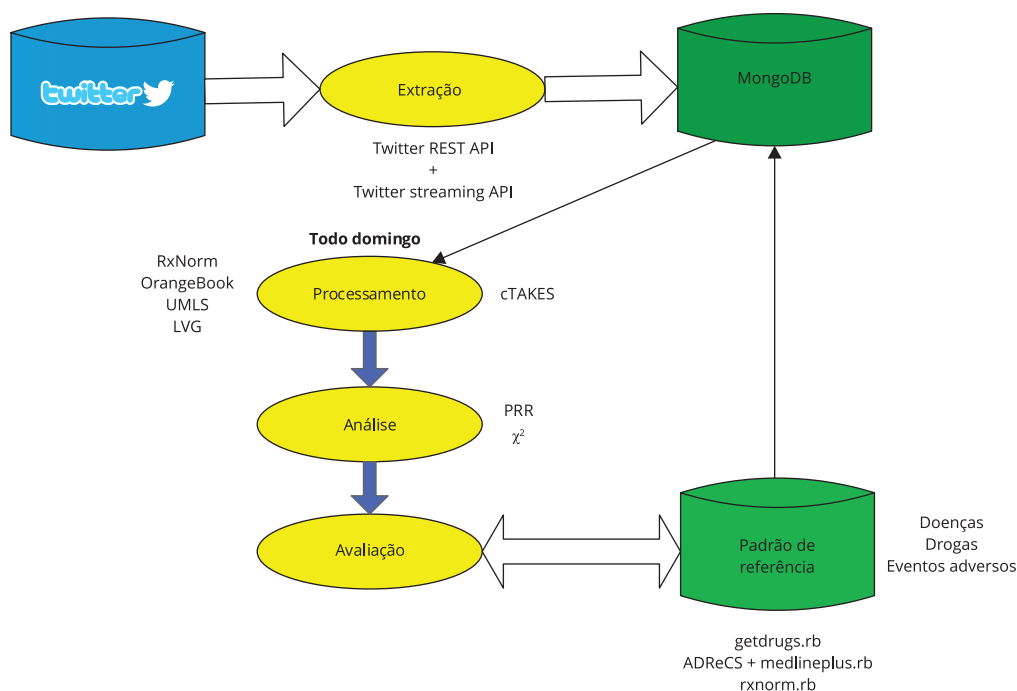 twitter
Extração
MongoDB
Twitter REST API
+
Twitter streaming API
Todo domingo
RxNorm
OrangeBook
UMLS
LVG
Processamento
cTAKES
Análise
PRR
χ²
Avaliação
Padrão de
referência
Doenças
Drogas
Eventos adversos
getdrugs.rb
ADReCS + medlineplus.rb
rxnorm.rb